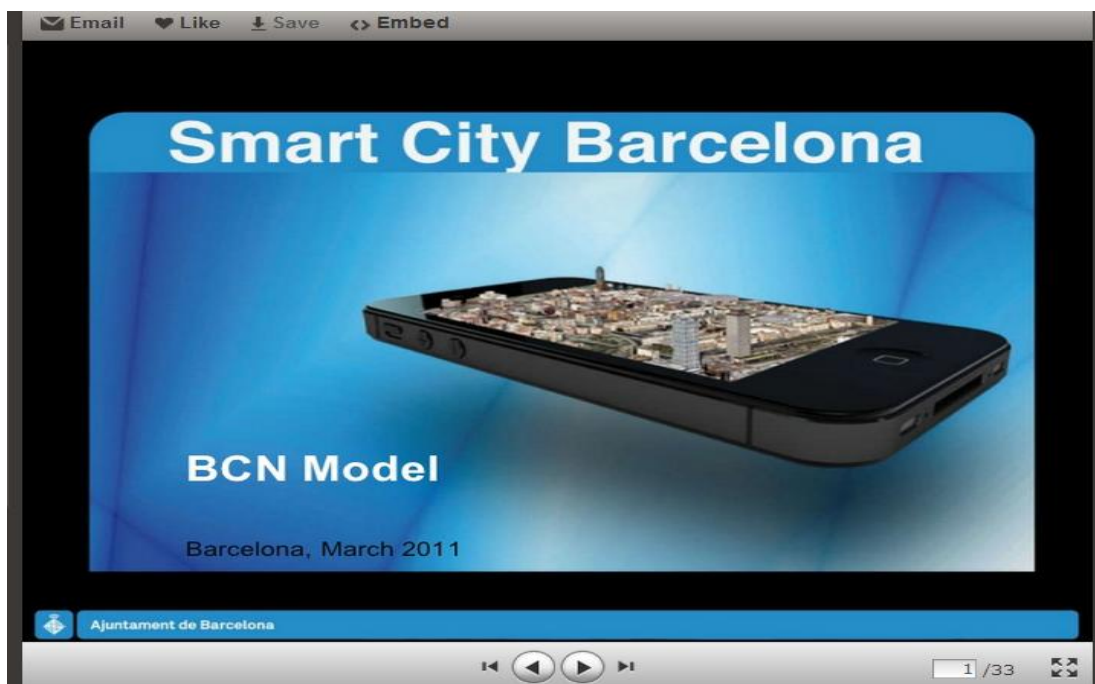 Email Like Save Embed
Smart City Barcelona
BCN Model
Barcelona, March 2011
Ajuntament de Barcelona
1 /33